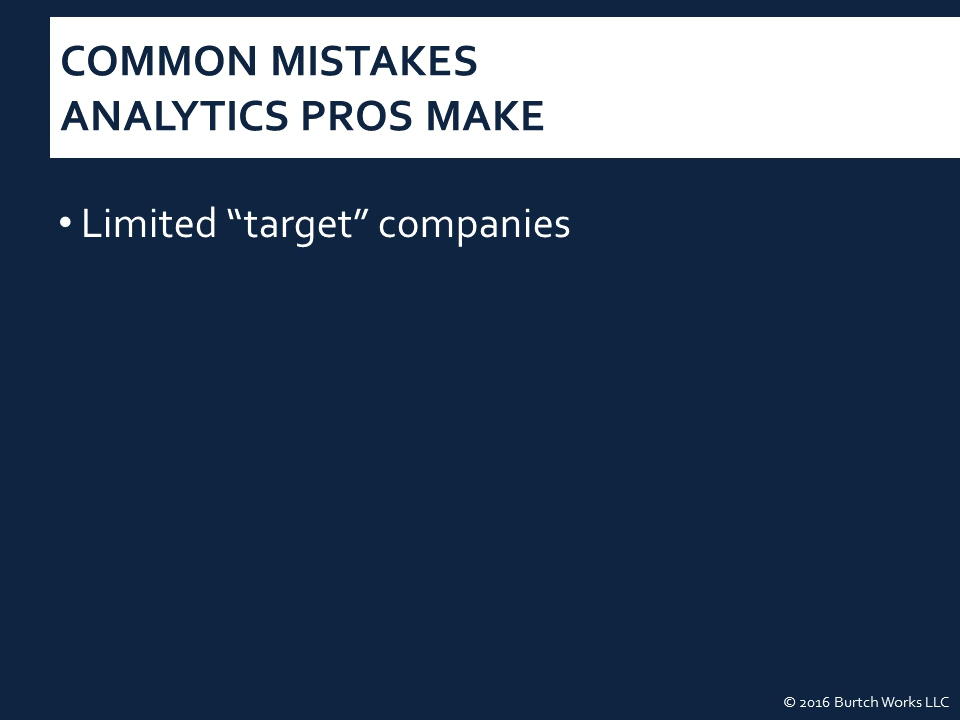 COMMON MISTAKES
ANALYTICS PROS MAKE
• Limited “target” companies
© 2016 Burtch Works LLC